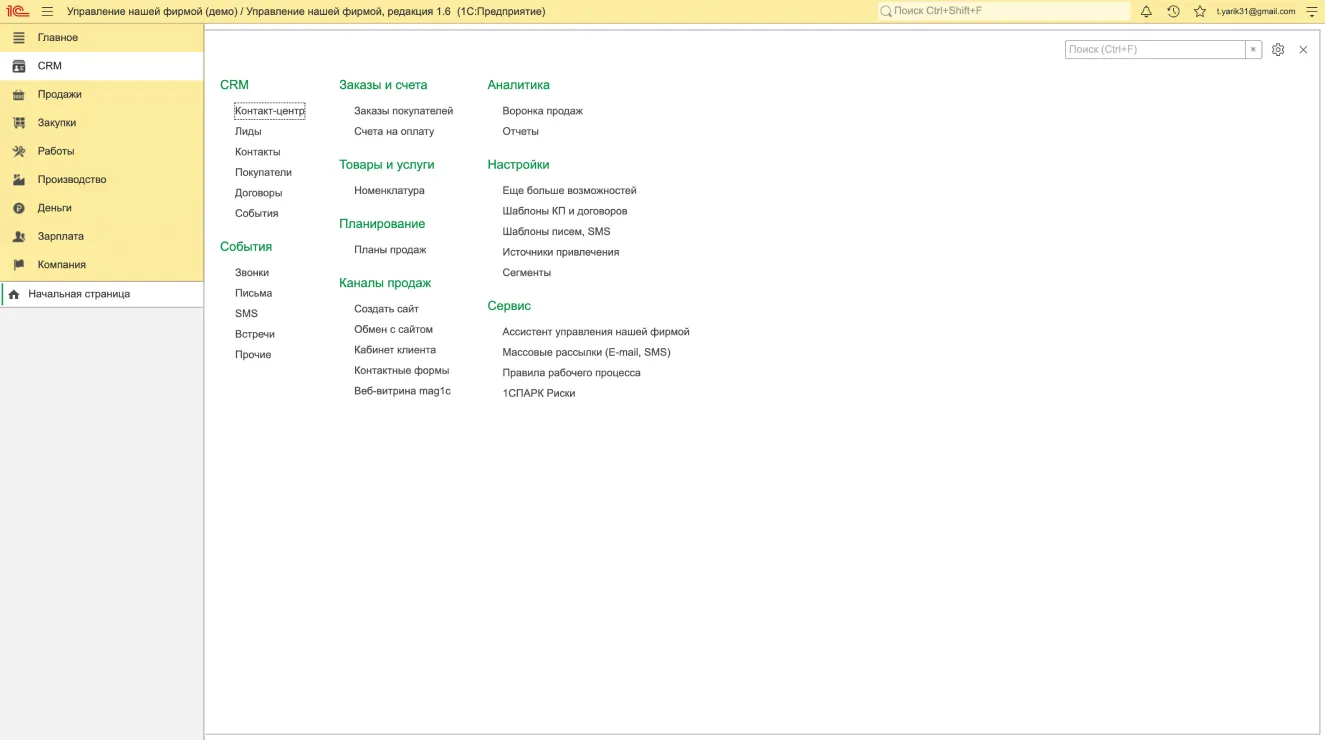 1С Управление нашей фирмой (демо) / Управление нашей фирмой, редакция 1.6 (1С:Предприятие) Поиск Ctrl+Shift+F t.yarik31@gmail.com
Главное
CRM
Продажи
Закупки
Работы
Производство
Деньги
Зарплата
Компания
Начальная страница
Поиск (Ctrl+F) ×
CRM
Контакт-центр
Лиды
Контакты
Покупатели
Договоры
События
События
Звонки
Письма
SMS
Встречи
Прочие
Заказы и счета
Заказы покупателей
Счета на оплату
Товары и услуги
Номенклатура
Планирование
Планы продаж
Каналы продаж
Создать сайт
Обмен с сайтом
Кабинет клиента
Контактные формы
Веб-витрина mag1c
Аналитика
Воронка продаж
Отчеты
Настройки
Еще больше возможностей
Шаблоны КП и договоров
Шаблоны писем, SMS
Источники привлечения
Сегменты
Сервис
Ассистент управления нашей фирмой
Массовые рассылки (E-mail, SMS)
Правила рабочего процесса
1СПАРК Риски